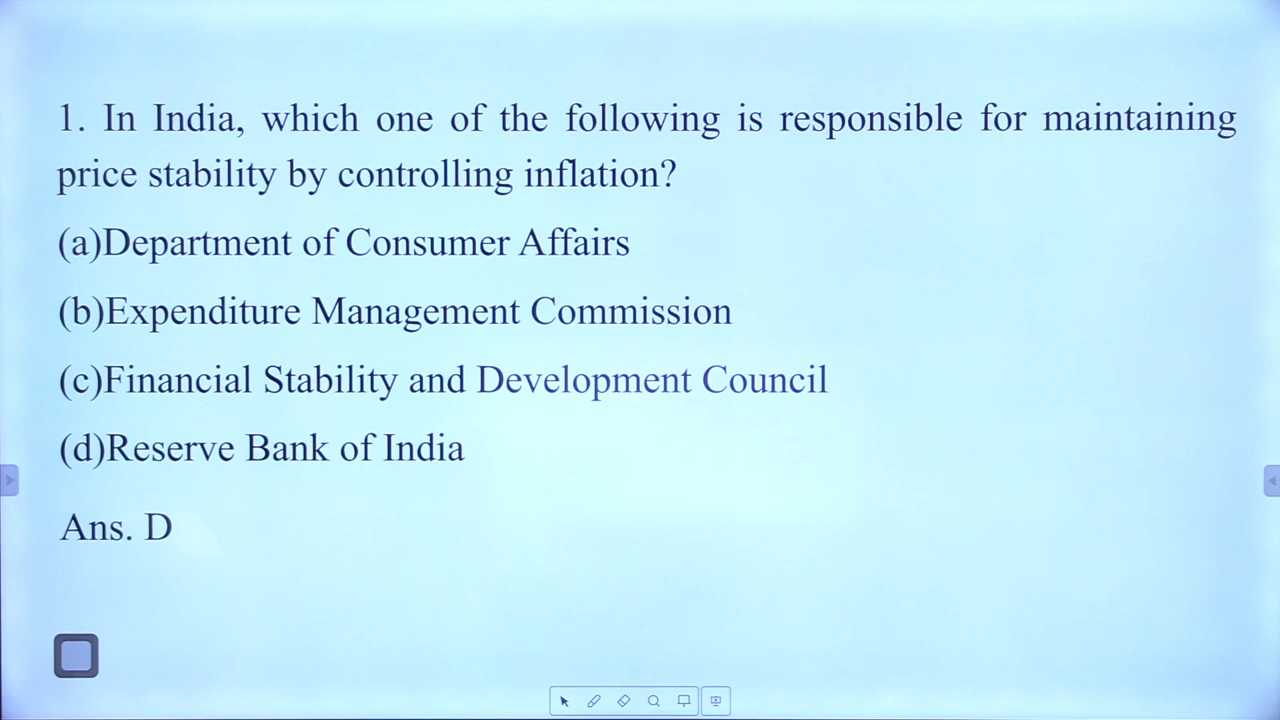 1. In India, which one of the following is responsible for maintaining
price stability by controlling inflation?
(a)Department of Consumer Affairs
(b)Expenditure Management Commission
(c)Financial Stability and Development Council
(d)Reserve Bank of India
Ans. D